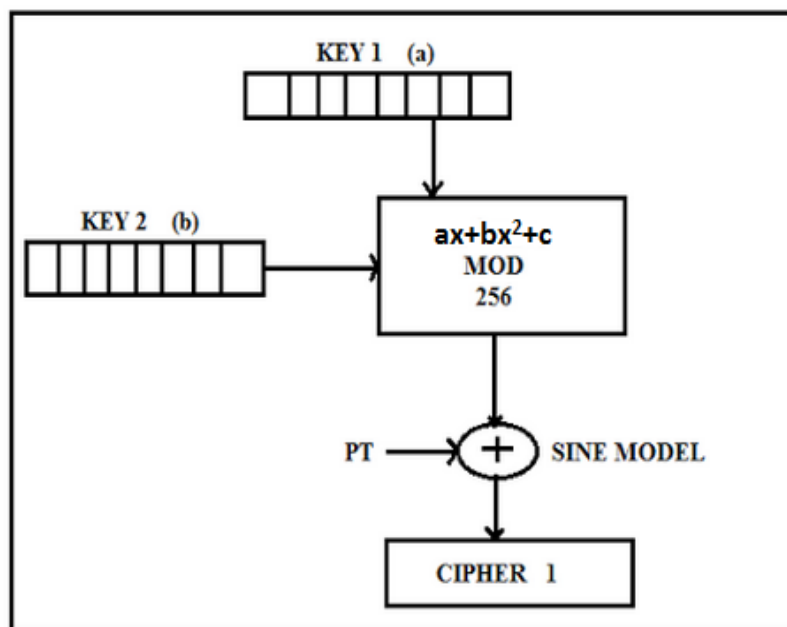 KEY 1 (a)
KEY 2 (b)
ax+bx²+c
MOD
256
PT
+
SINE MODEL
CIPHER 1